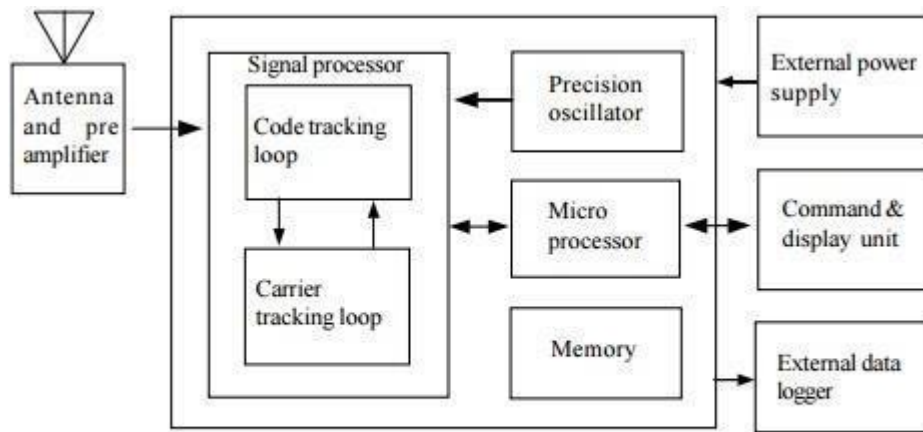 Antenna
and pre
amplifier
Signal processor
Code tracking
loop
Carrier
tracking loop
Precision
oscillator
Micro
processor
Memory
External power
supply
Command &
display unit
External data
logger